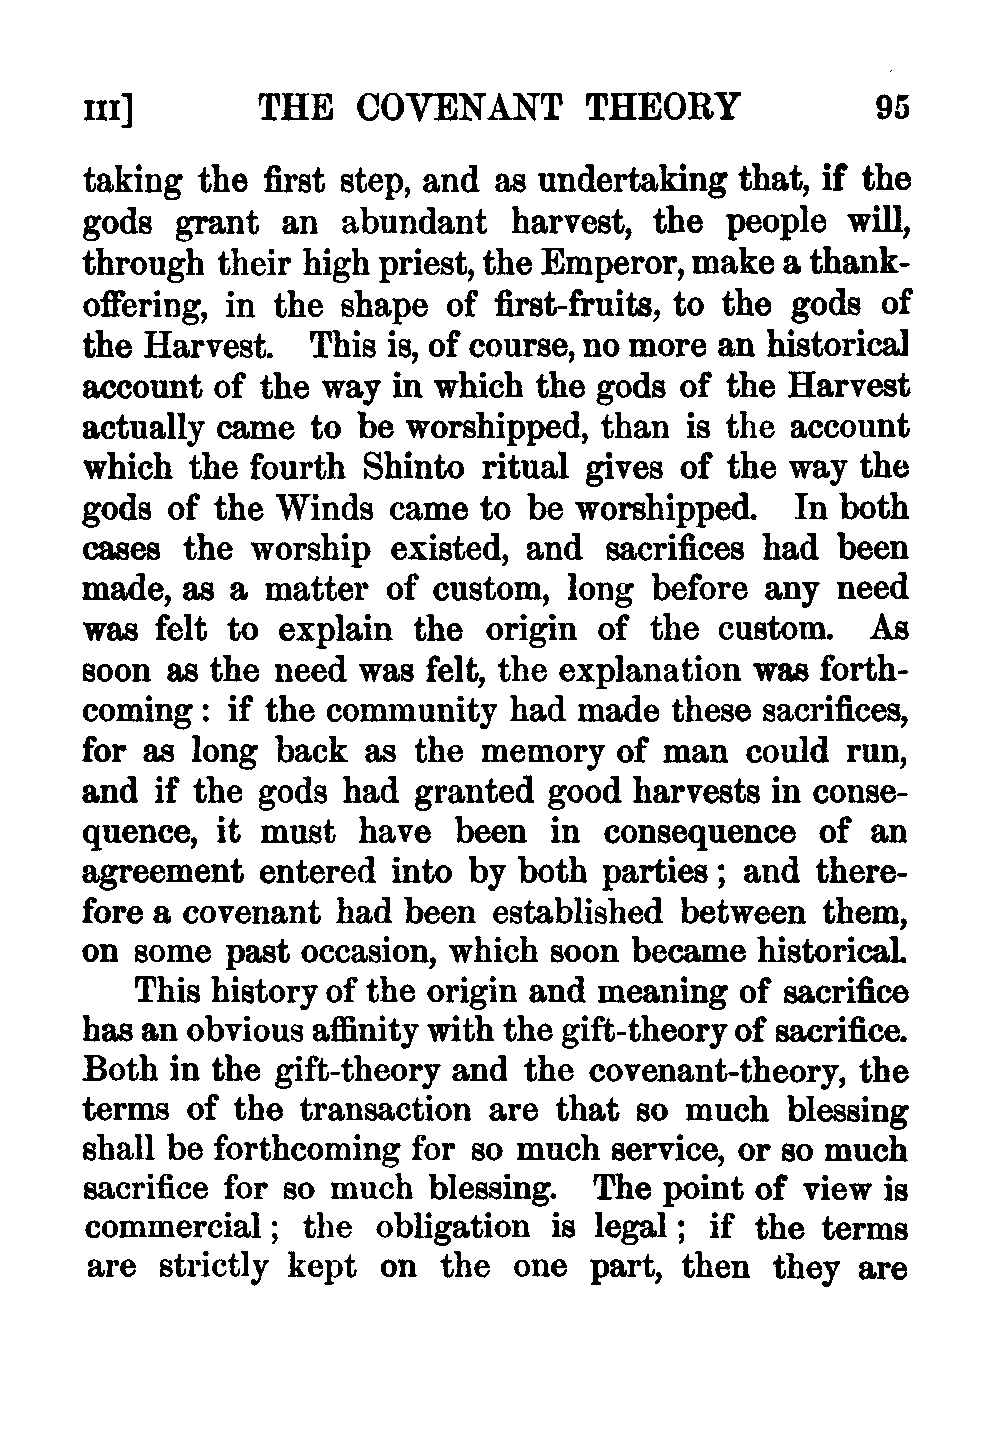 III] THE COVENANT THEORY 95
taking the first step, and as undertaking that, if the
gods grant an abundant harvest, the people will,
through their high priest, the Emperor, make a thank-
offering, in the shape of first-fruits, to the gods of
the Harvest. This is, of course, no more an historical
account of the way in which the gods of the Harvest
actually came to be worshipped, than is the account
which the fourth Shinto ritual gives of the way the
gods of the Winds came to be worshipped. In both
cases the worship existed, and sacrifices had been
made, as a matter of custom, long before any need
was felt to explain the origin of the custom. As
soon as the need was felt, the explanation was forth-
coming : if the community had made these sacrifices,
for as long back as the memory of man could run,
and if the gods had granted good harvests in conse-
quence, it must have been in consequence of an
agreement entered into by both parties ; and there-
fore a covenant had been established between them,
on some past occasion, which soon became historical.
This history of the origin and meaning of sacrifice
has an obvious affinity with the gift-theory of sacrifice.
Both in the gift-theory and the covenant-theory, the
terms of the transaction are that so much blessing
shall be forthcoming for so much service, or so much
sacrifice for so much blessing. The point of view is
commercial ; the obligation is legal ; if the terms
are strictly kept on the one part, then they are